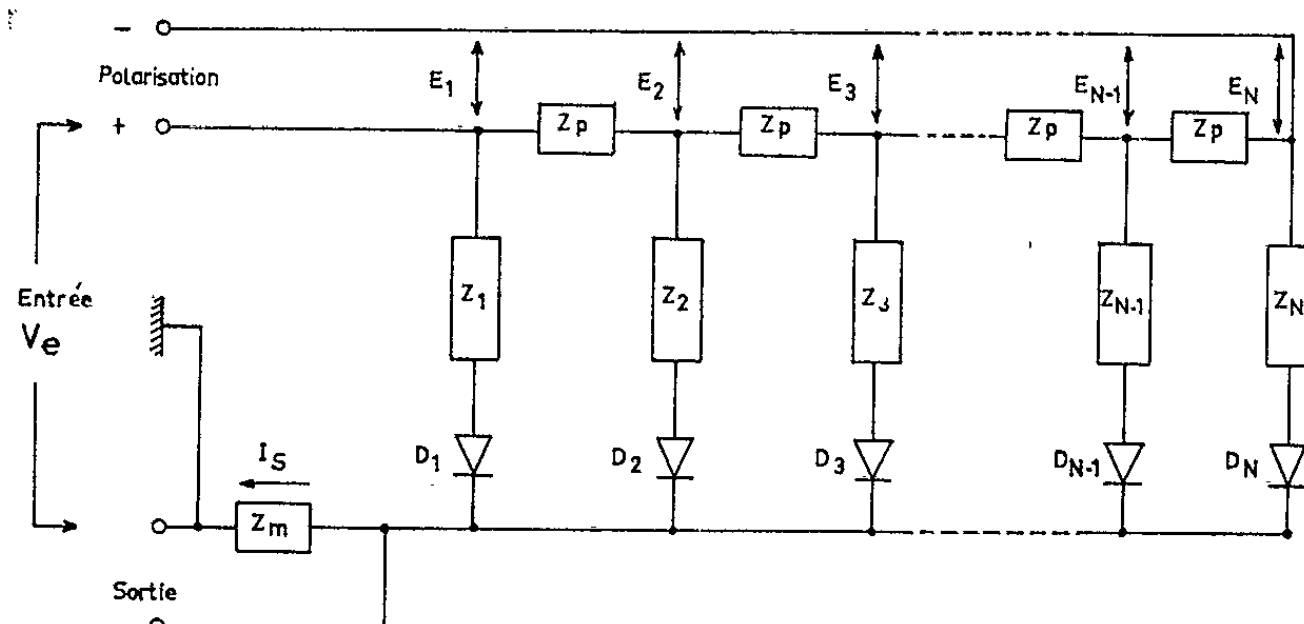 −
Polarisation
+
E1 E2 E3 EN-1 EN
Zp Zp Zp Zp
Entrée
Ve
Z1 Z2 Z3 ZN-1 ZN
IS
D1 D2 D3 DN-1 DN
Zm
Sortie